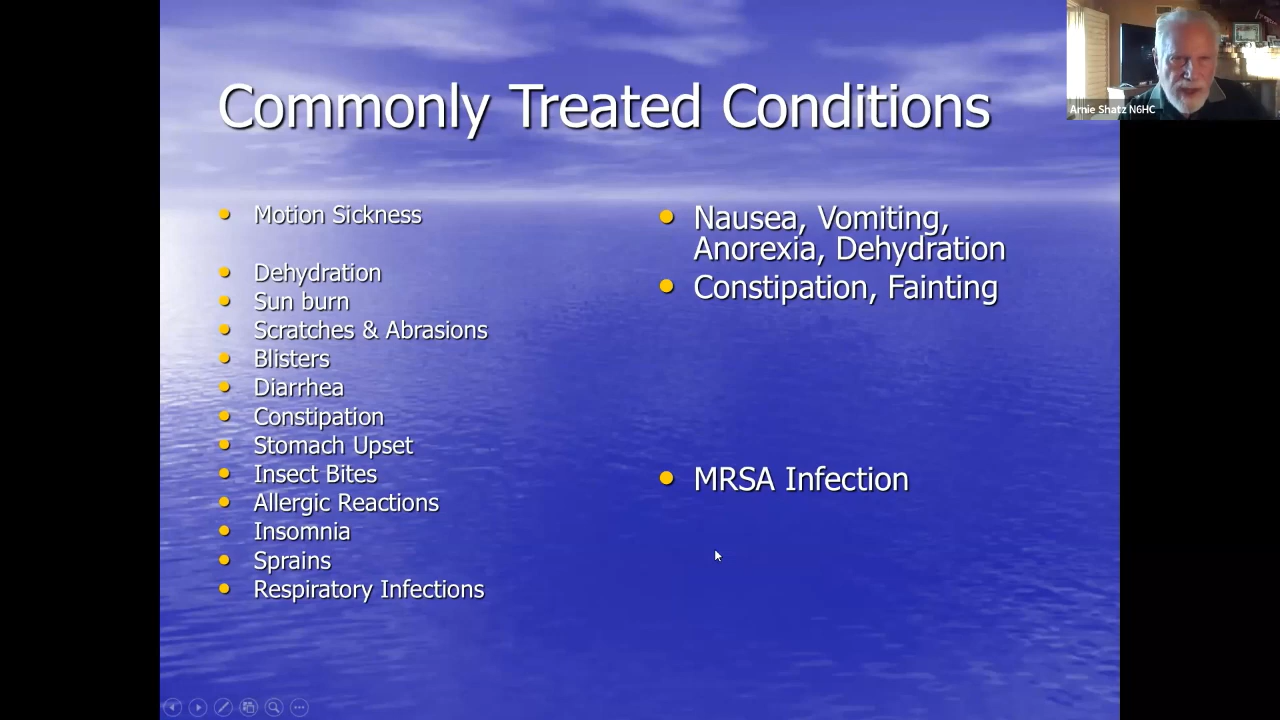 Commonly Treated Conditions
Arnie Shatz N6HC
Motion Sickness
Dehydration
Sun burn
Scratches & Abrasions
Blisters
Diarrhea
Constipation
Stomach Upset
Insect Bites
Allergic Reactions
Insomnia
Sprains
Respiratory Infections
Nausea, Vomiting,
Anorexia, Dehydration
Constipation, Fainting
MRSA Infection